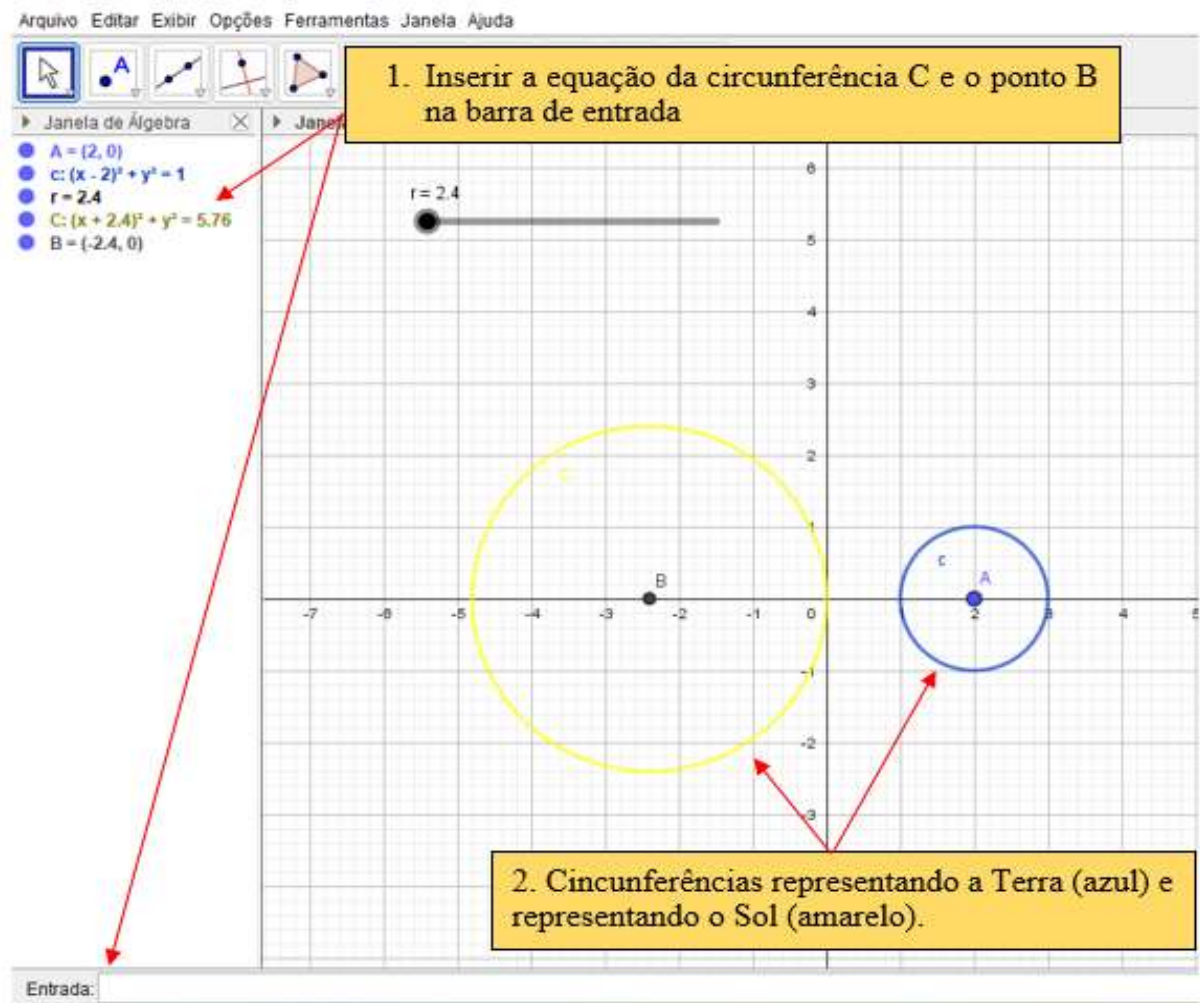 Arquivo Editar Exibir Opções Ferramentas Janela Ajuda
A
1. Inserir a equação da circunferência C e o ponto B
na barra de entrada
Janela de Álgebra
A = (2, 0)
c: (x - 2)² + y² = 1
r = 2.4
C: (x + 2.4)² + y² = 5.76
B = (-2.4, 0)
r = 2.4
6
5
4
3
2
1
C
c
B
A
-7 -6 -5 -4 -3 -2 -1 0 2 3 4 5
-1
-2
-3
2. Cincunferências representando a Terra (azul) e
representando o Sol (amarelo).
Entrada: